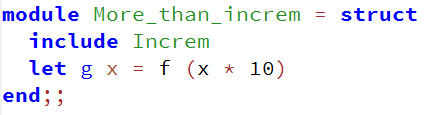 module More_than_increm = struct
  include Increm
  let g x = f (x * 10)
end;;